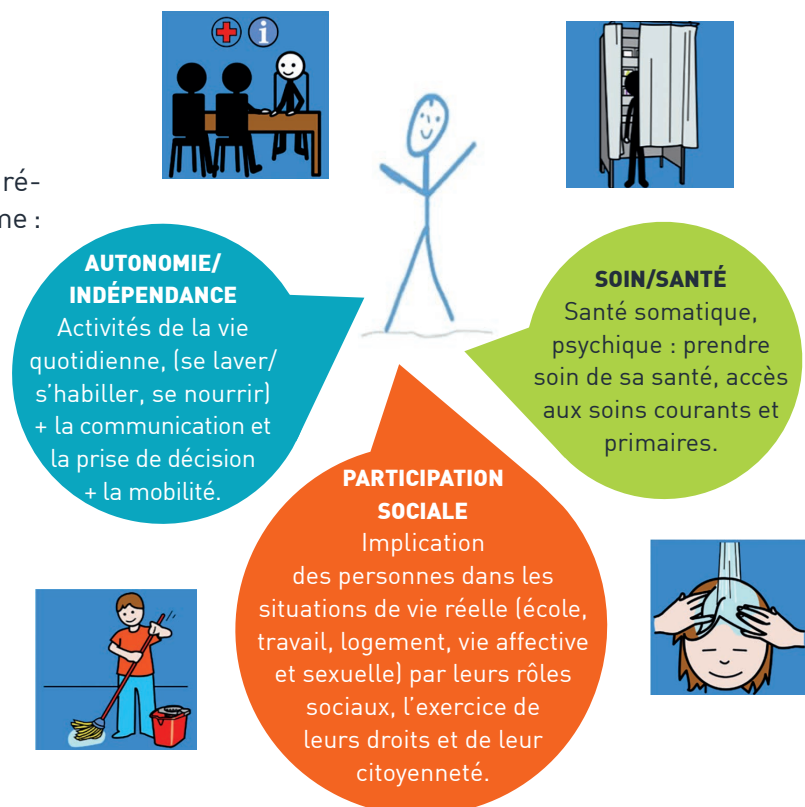 i
ré-
ne :
AUTONOMIE/
INDÉPENDANCE
Activités de la vie
quotidienne, (se laver/
s’habiller, se nourrir)
+ la communication et
la prise de décision
+ la mobilité.
SOIN/SANTÉ
Santé somatique,
psychique : prendre
soin de sa santé, accès
aux soins courants et
primaires.
PARTICIPATION
SOCIALE
Implication
des personnes dans les
situations de vie réelle (école,
travail, logement, vie affective
et sexuelle) par leurs rôles
sociaux, l’exercice de
leurs droits et de leur
citoyenneté.